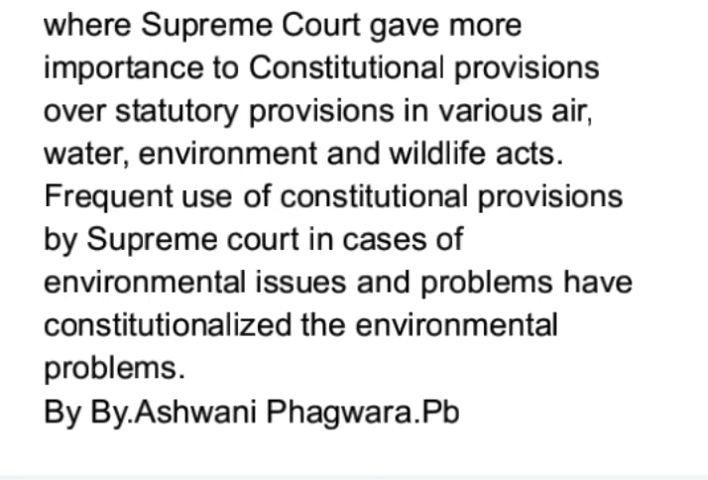 where Supreme Court gave more
importance to Constitutional provisions
over statutory provisions in various air,
water, environment and wildlife acts.
Frequent use of constitutional provisions
by Supreme court in cases of
environmental issues and problems have
constitutionalized the environmental
problems.
By By.Ashwani Phagwara.Pb